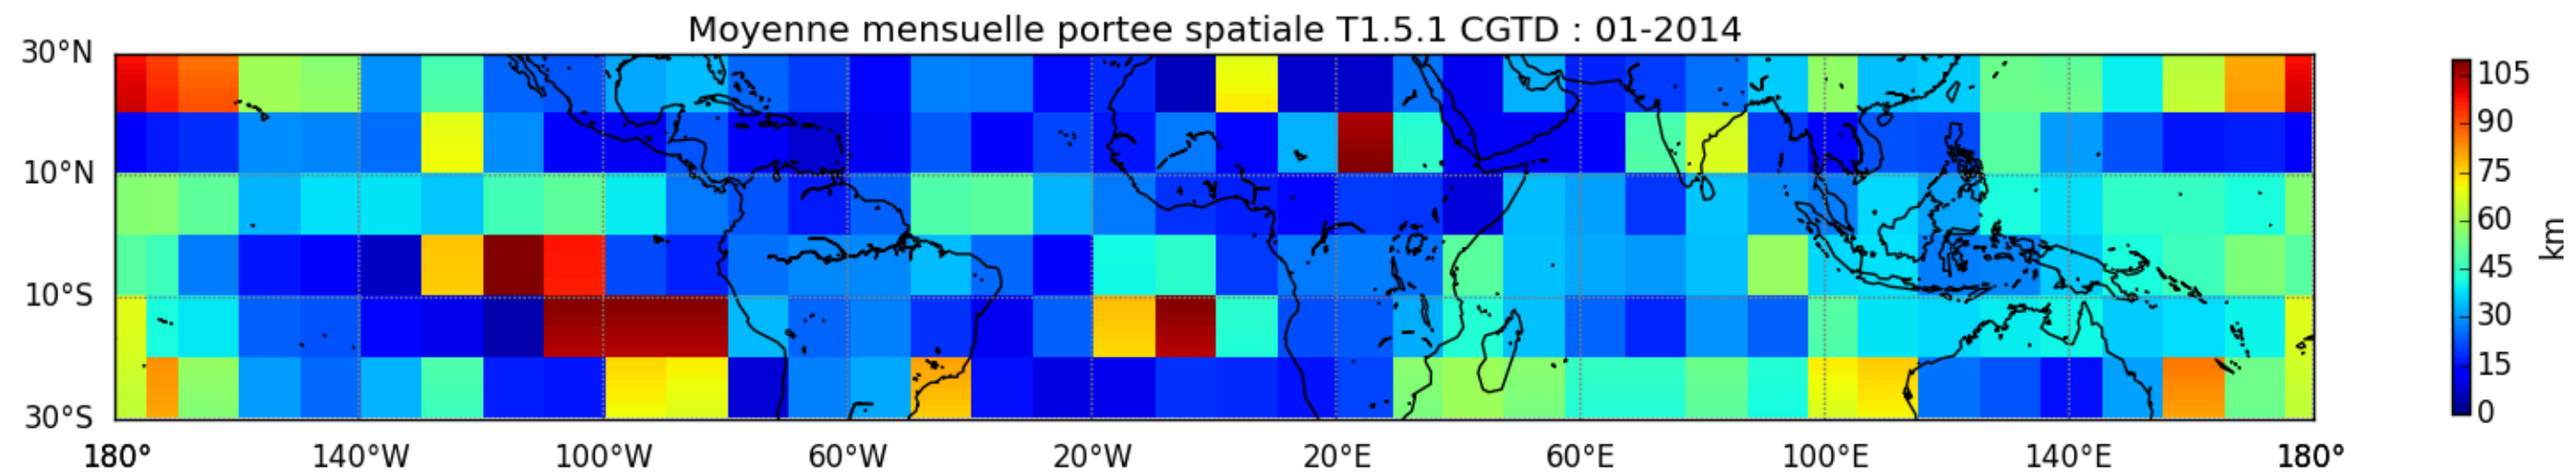 Moyenne mensuelle portee spatiale T1.5.1 CGTD : 01-2014
30°N
10°N
10°S
30°S
180° 140°W 100°W 60°W 20°W 20°E 60°E 100°E 140°E 180°
105
90
75
60
45
30
15
0
km